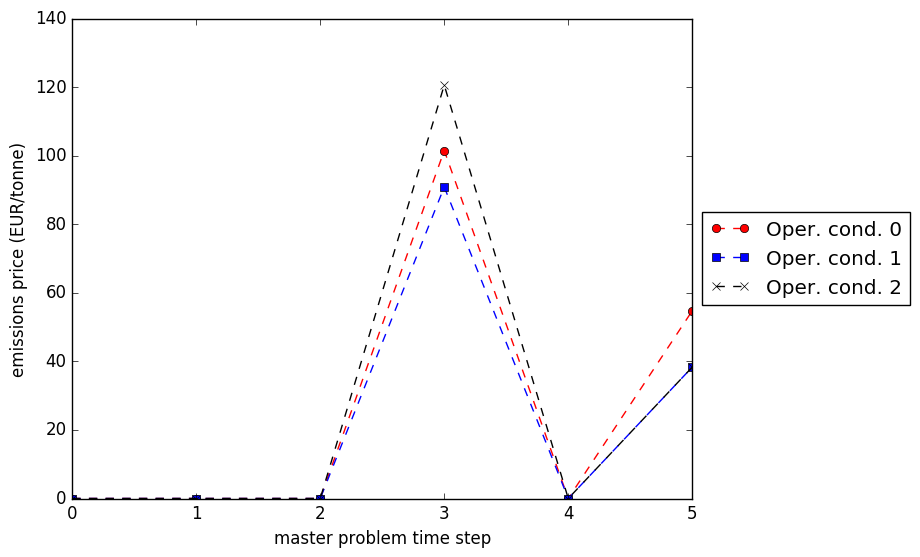 140
120
100
80
60
40
20
0
emissions price (EUR/tonne)
0 1 2 3 4 5
master problem time step
Oper. cond. 0
Oper. cond. 1
Oper. cond. 2